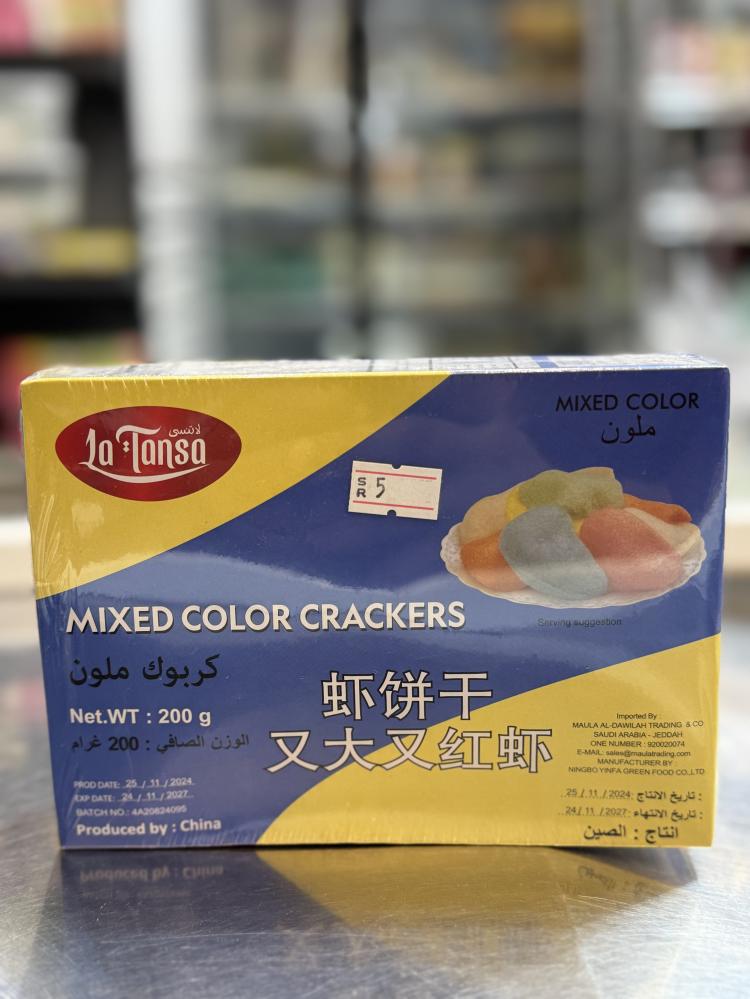 لاتنسى
La Tansa
MIXED COLOR
ملون
SR 5
MIXED COLOR CRACKERS
Serving suggestion
كربوك ملون
虾饼干
又大又红虾
Net.WT : 200 g
الوزن الصافي : 200 غرام
PROD DATE: 25 / 11 / 2024
EXP DATE: 24 / 11 / 2027
BATCH NO.: 4A20824095
Produced by : China
Imported By :
MAULA AL-DAWILAH TRADING & CO
SAUDI ARABIA - JEDDAH
ONE NUMBER : 920020074
E-MAIL: sales@maulatrading.com
MANUFACTURER BY :
NINGBO YINFA GREEN FOOD CO.,LTD
تاريخ الانتاج : 25 / 11 / 2024
تاريخ الانتهاء : 24 / 11 / 2027
انتاج : الصين